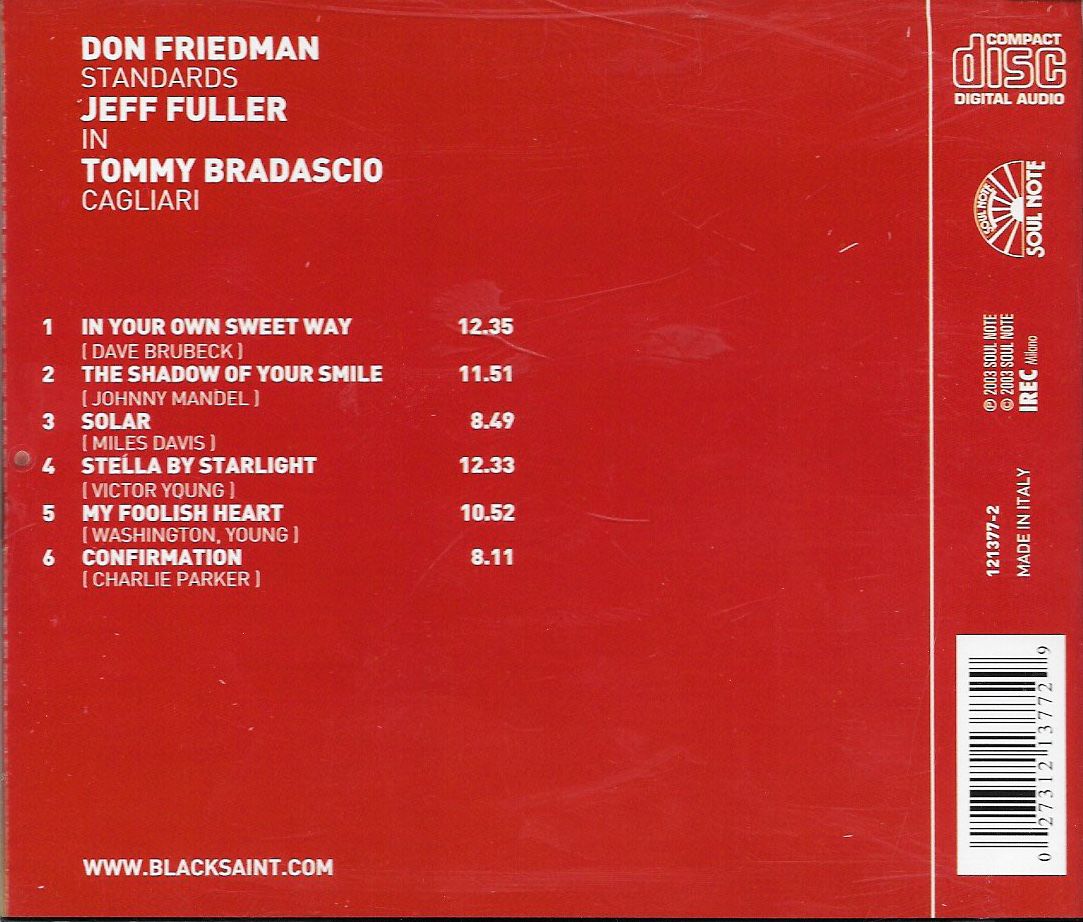 DON FRIEDMAN
STANDARDS
JEFF FULLER
IN
TOMMY BRADASCIO
CAGLIARI
1 IN YOUR OWN SWEET WAY 12.35
[ DAVE BRUBECK ]
2 THE SHADOW OF YOUR SMILE 11.51
[ JOHNNY MANDEL ]
3 SOLAR 8.49
[ MILES DAVIS ]
4 STELLA BY STARLIGHT 12.33
[ VICTOR YOUNG ]
5 MY FOOLISH HEART 10.52
[ WASHINGTON, YOUNG ]
6 CONFIRMATION 8.11
[ CHARLIE PARKER ]
WWW.BLACKSAINT.COM
COMPACT
disc
DIGITAL AUDIO
SOUL NOTE
SOUL NOTE
℗ 2003 SOUL NOTE
© 2003 SOUL NOTE
IREC Milano
121377-2
MADE IN ITALY
0 27312 13772 9